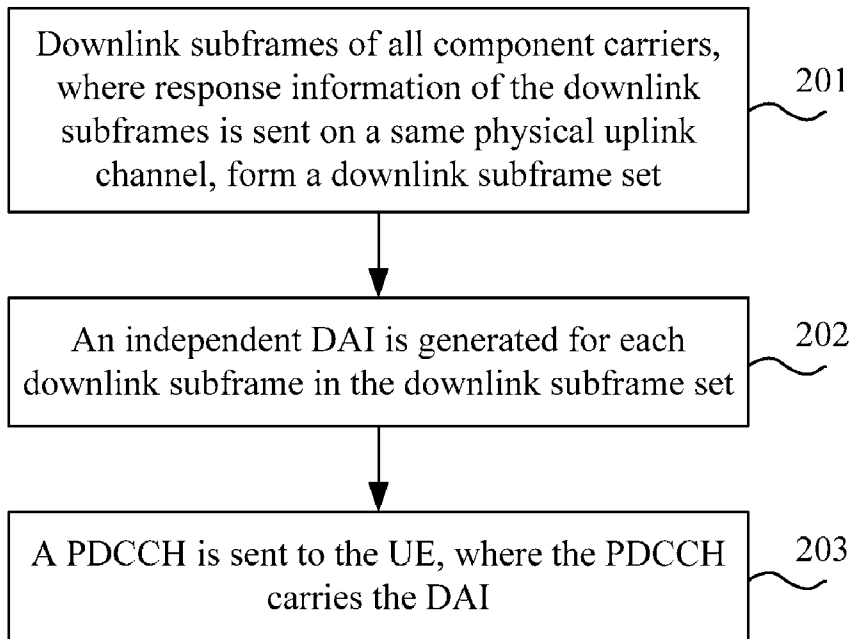 Downlink subframes of all component carriers,
where response information of the downlink
subframes is sent on a same physical uplink
channel, form a downlink subframe set
201
An independent DAI is generated for each
downlink subframe in the downlink subframe set
202
A PDCCH is sent to the UE, where the PDCCH
carries the DAI
203